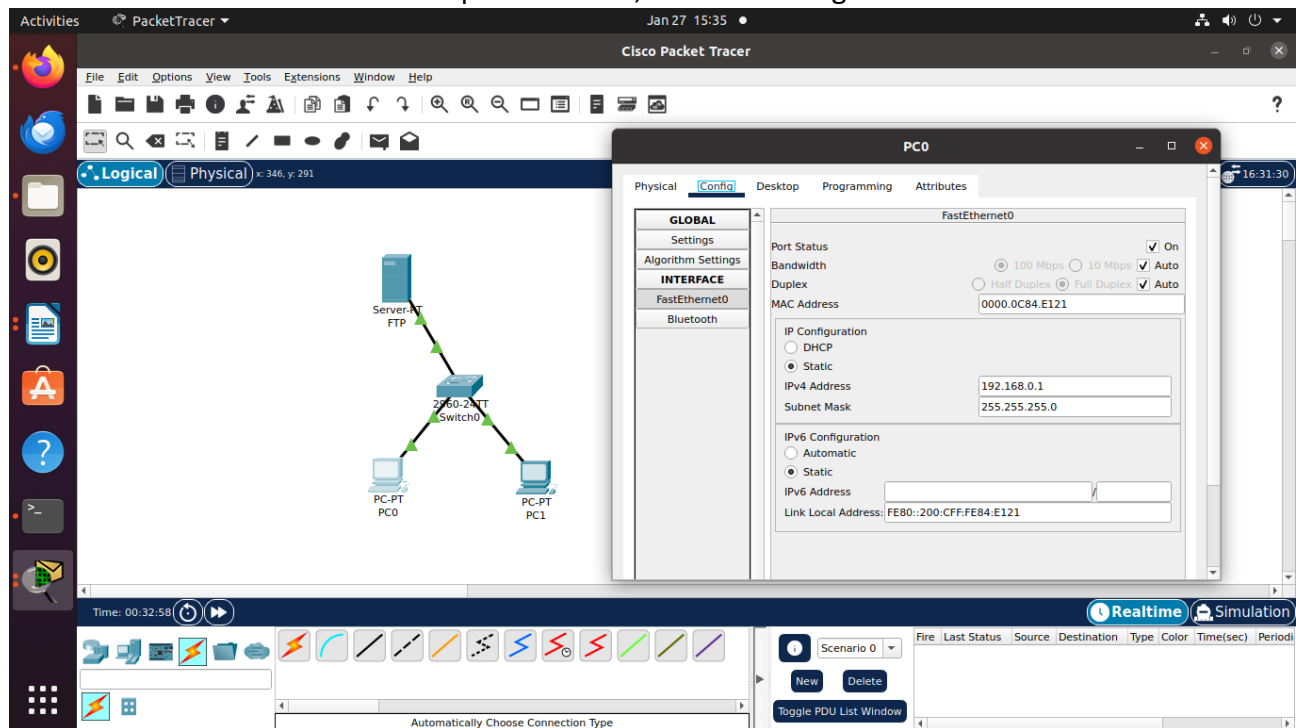 Activities PacketTracer Jan 27 15:35
Cisco Packet Tracer
File Edit Options View Tools Extensions Window Help
?
Logical Physical x: 346, y: 291
16:31:30
Server-PT
FTP
2960-24TT
Switch0
PC-PT
PC0
PC-PT
PC1
PC0
Physical Config Desktop Programming Attributes
GLOBAL
Settings
Algorithm Settings
INTERFACE
FastEthernet0
Bluetooth
FastEthernet0
Port Status On
Bandwidth 100 Mbps 10 Mbps Auto
Duplex Half Duplex Full Duplex Auto
MAC Address 0000.0C84.E121
IP Configuration
DHCP
Static
IPv4 Address 192.168.0.1
Subnet Mask 255.255.255.0
IPv6 Configuration
Automatic
Static
IPv6 Address /
Link Local Address: FE80::200:CFF:FE84:E121
Time: 00:32:58 Realtime Simulation
Scenario 0
New Delete
Toggle PDU List Window
Fire Last Status Source Destination Type Color Time(sec) Periodi
Automatically Choose Connection Type